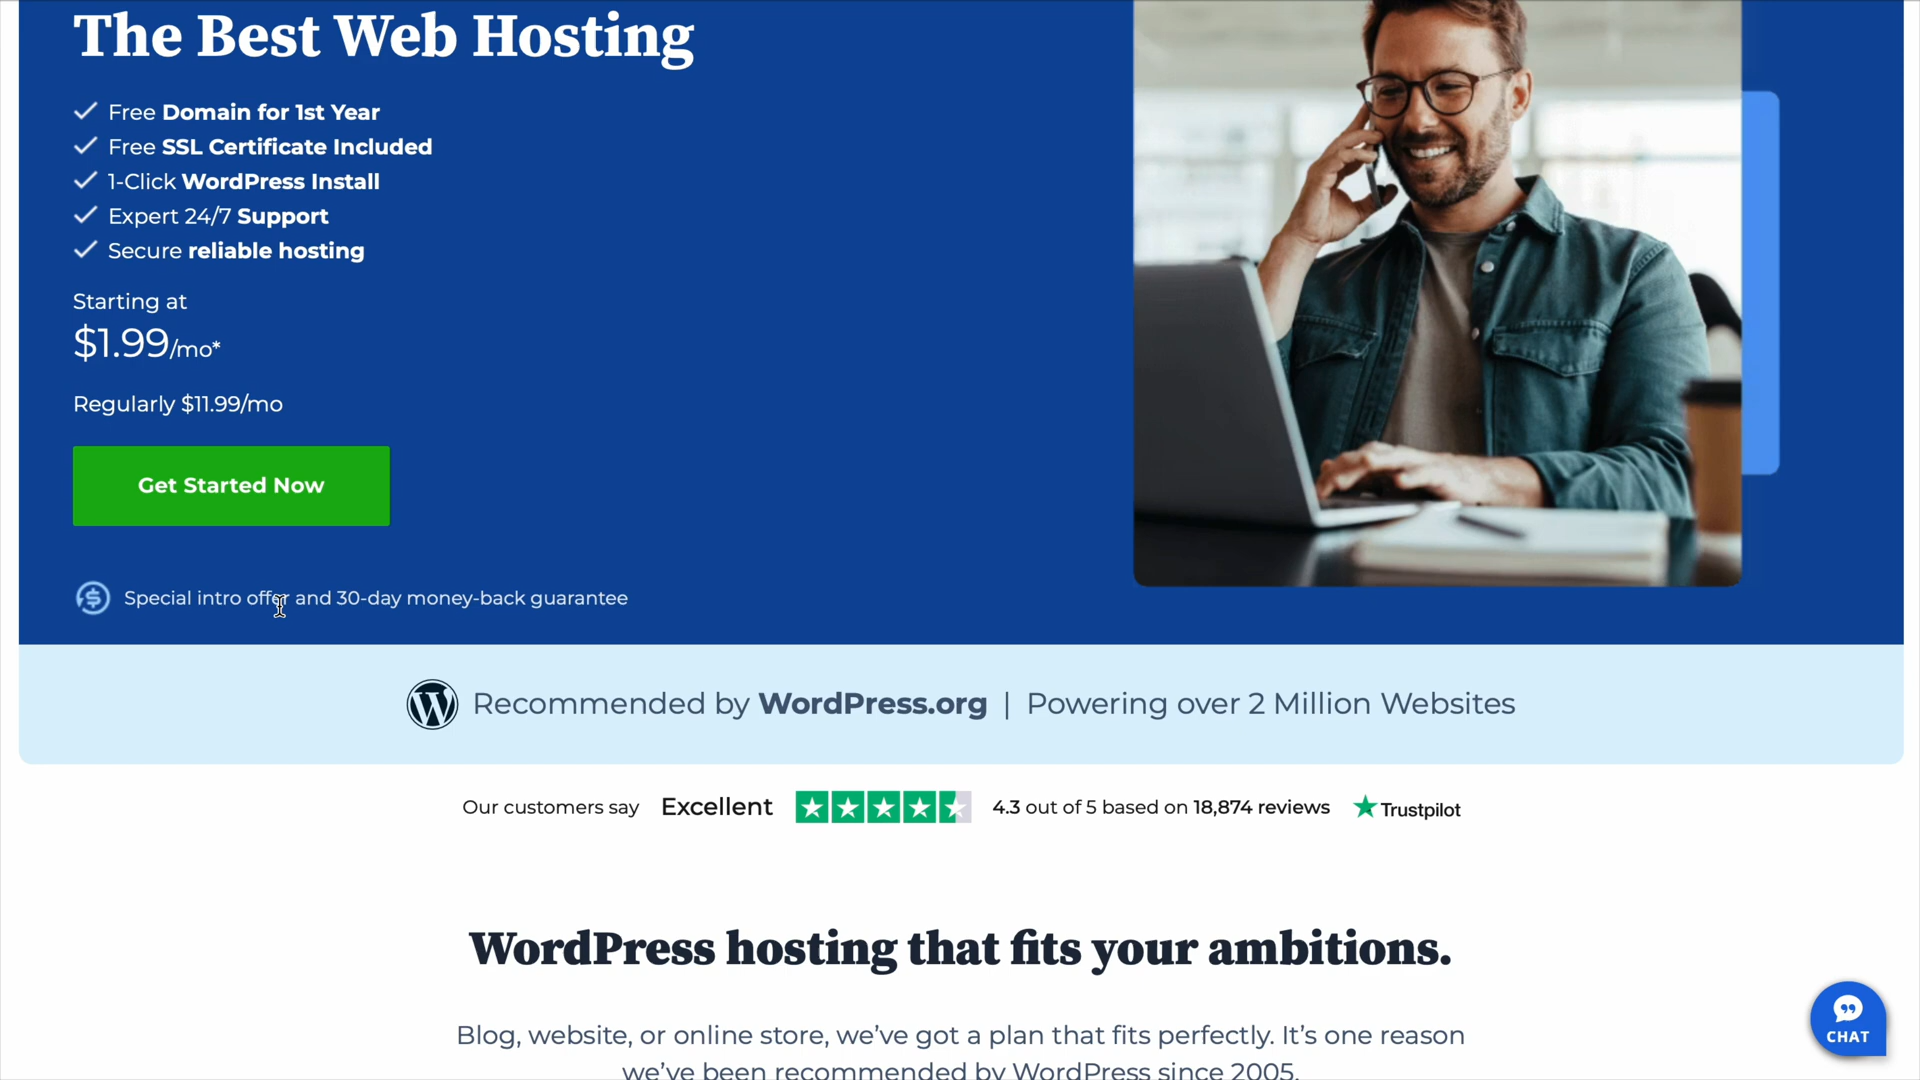 The Best Web Hosting
Free Domain for 1st Year
Free SSL Certificate Included
1-Click WordPress Install
Expert 24/7 Support
Secure reliable hosting
Starting at
$1.99/mo*
Regularly $11.99/mo
Get Started Now
Special intro offer and 30-day money-back guarantee
Recommended by WordPress.org | Powering over 2 Million Websites
Our customers say Excellent 4.3 out of 5 based on 18,874 reviews Trustpilot
WordPress hosting that fits your ambitions.
Blog, website, or online store, we’ve got a plan that fits perfectly. It’s one reason
we’ve been recommended by WordPress since 2005.
CHAT